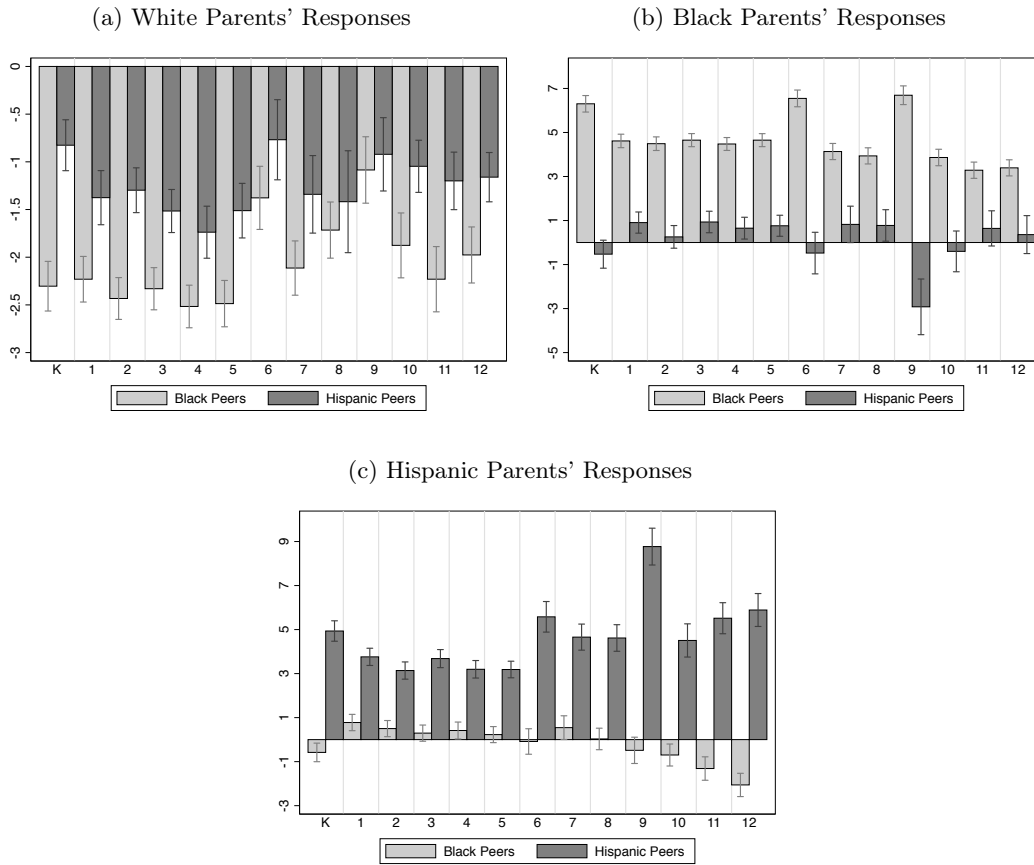 (a) White Parents’ Responses
0
-.5
-1
-1.5
-2
-2.5
-3
K 1 2 3 4 5 6 7 8 9 10 11 12
Black Peers Hispanic Peers
(b) Black Parents’ Responses
7
5
3
1
-1
-3
-5
K 1 2 3 4 5 6 7 8 9 10 11 12
Black Peers Hispanic Peers
(c) Hispanic Parents’ Responses
9
7
5
3
1
-1
-3
K 1 2 3 4 5 6 7 8 9 10 11 12
Black Peers Hispanic Peers